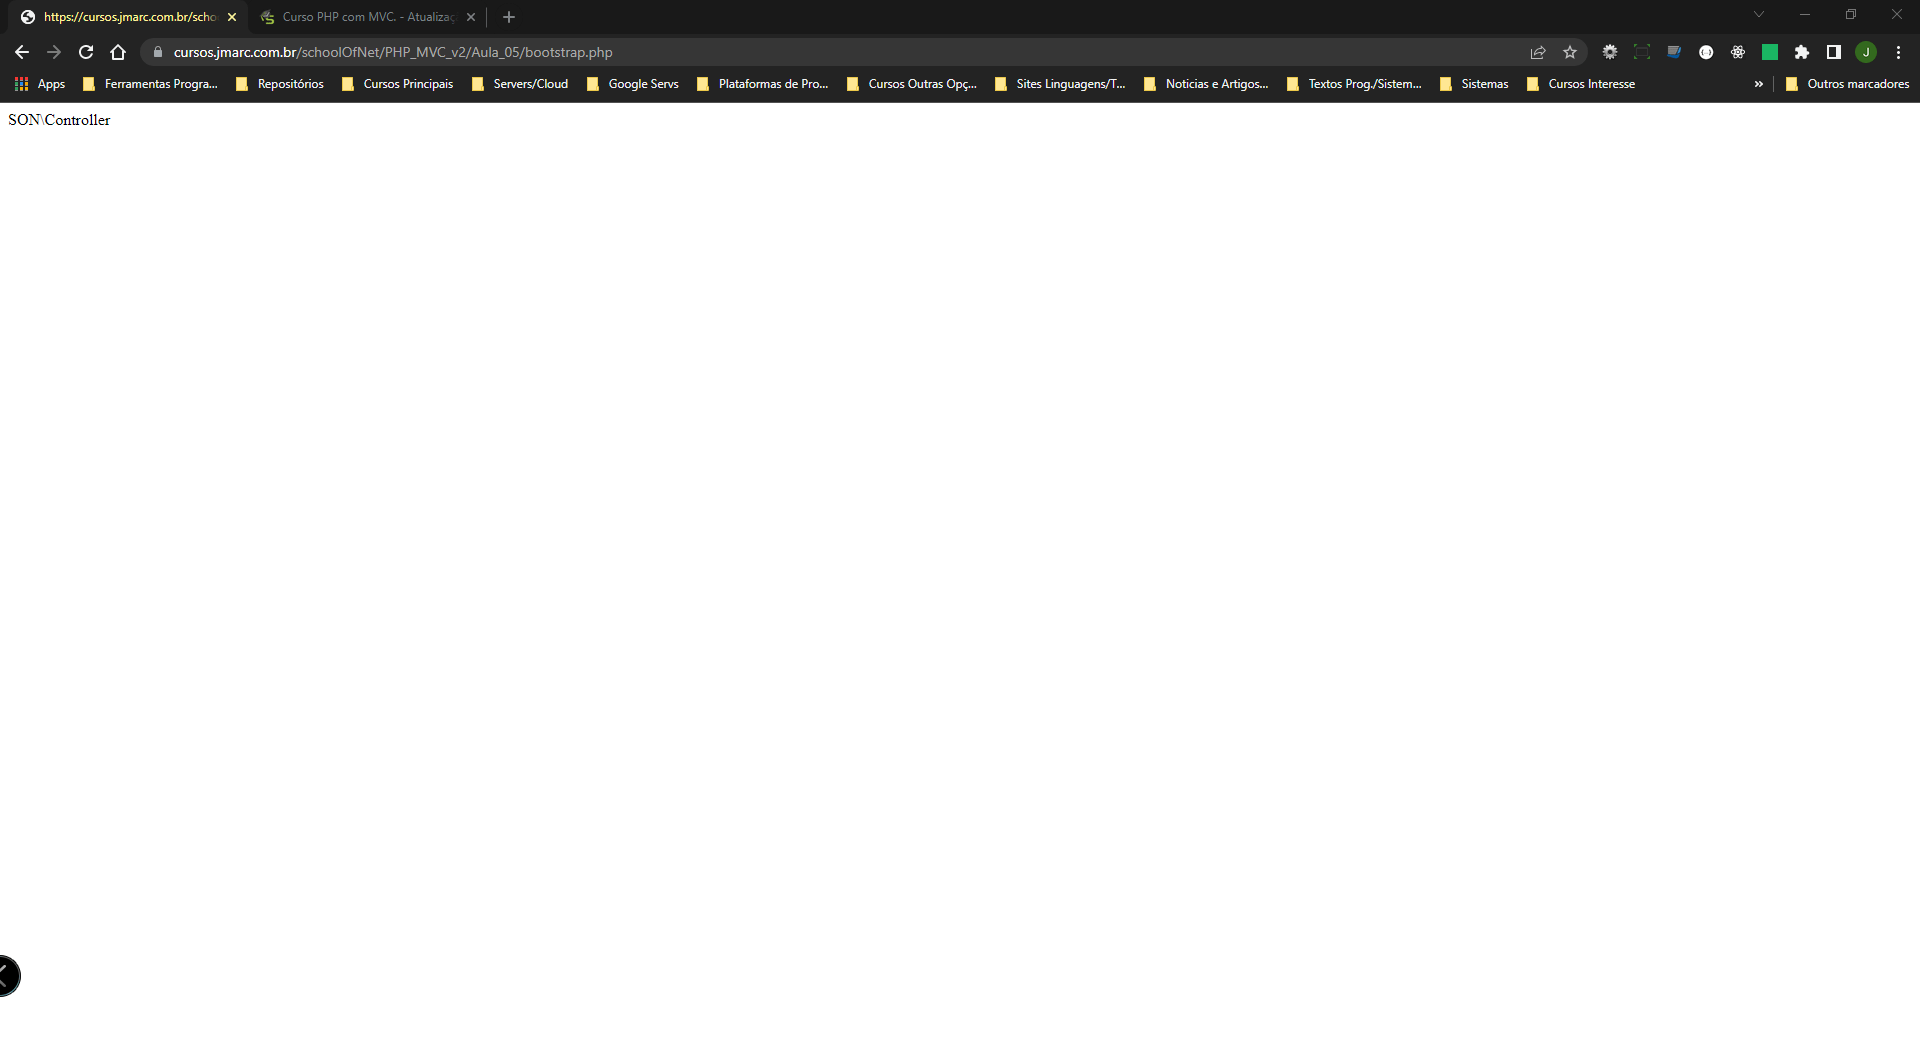 https://cursos.jmarc.com.br/scho
Curso PHP com MVC. - Atualizaç
cursos.jmarc.com.br/schoolOfNet/PHP_MVC_v2/Aula_05/bootstrap.php
J
Apps
Ferramentas Progra...
Repositórios
Cursos Principais
Servers/Cloud
Google Servs
Plataformas de Pro...
Cursos Outras Opç...
Sites Linguagens/T...
Noticias e Artigos...
Textos Prog./Sistem...
Sistemas
Cursos Interesse
»
Outros marcadores
SON\Controller